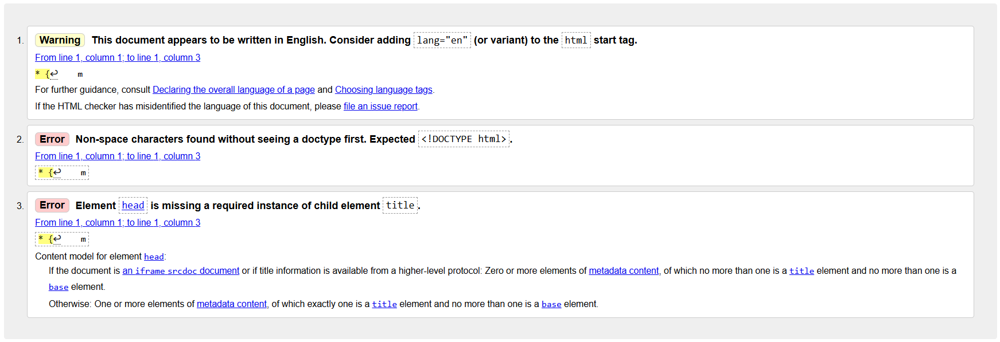 1. Warning This document appears to be written in English. Consider adding lang="en" (or variant) to the html start tag.
From line 1, column 1; to line 1, column 3
* {↩    m
For further guidance, consult Declaring the overall language of a page and Choosing language tags.
If the HTML checker has misidentified the language of this document, please file an issue report.
2. Error Non-space characters found without seeing a doctype first. Expected <!DOCTYPE html>.
From line 1, column 1; to line 1, column 3
* {↩    m
3. Error Element head is missing a required instance of child element title.
From line 1, column 1; to line 1, column 3
* {↩    m
Content model for element head:
If the document is an iframe srcdoc document or if title information is available from a higher-level protocol: Zero or more elements of metadata content, of which no more than one is a title element and no more than one is a
base element.
Otherwise: One or more elements of metadata content, of which exactly one is a title element and no more than one is a base element.